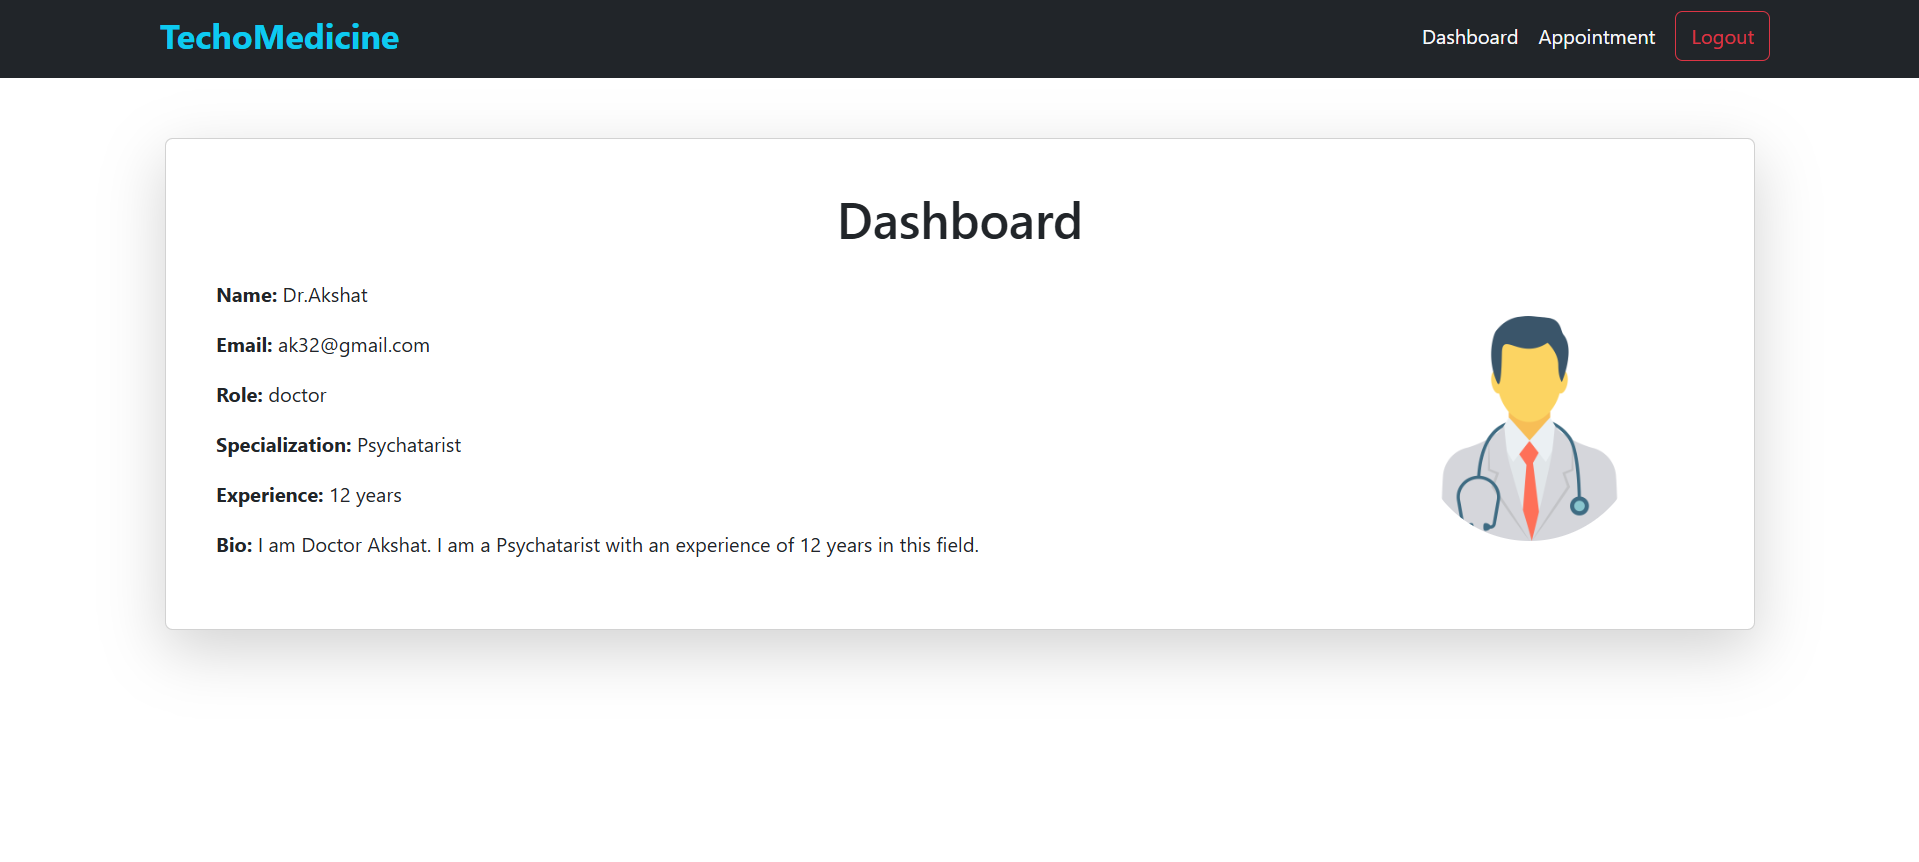 TechoMedicine
Dashboard Appointment Logout
Dashboard
Name: Dr.Akshat
Email: ak32@gmail.com
Role: doctor
Specialization: Psychatarist
Experience: 12 years
Bio: I am Doctor Akshat. I am a Psychatarist with an experience of 12 years in this field.